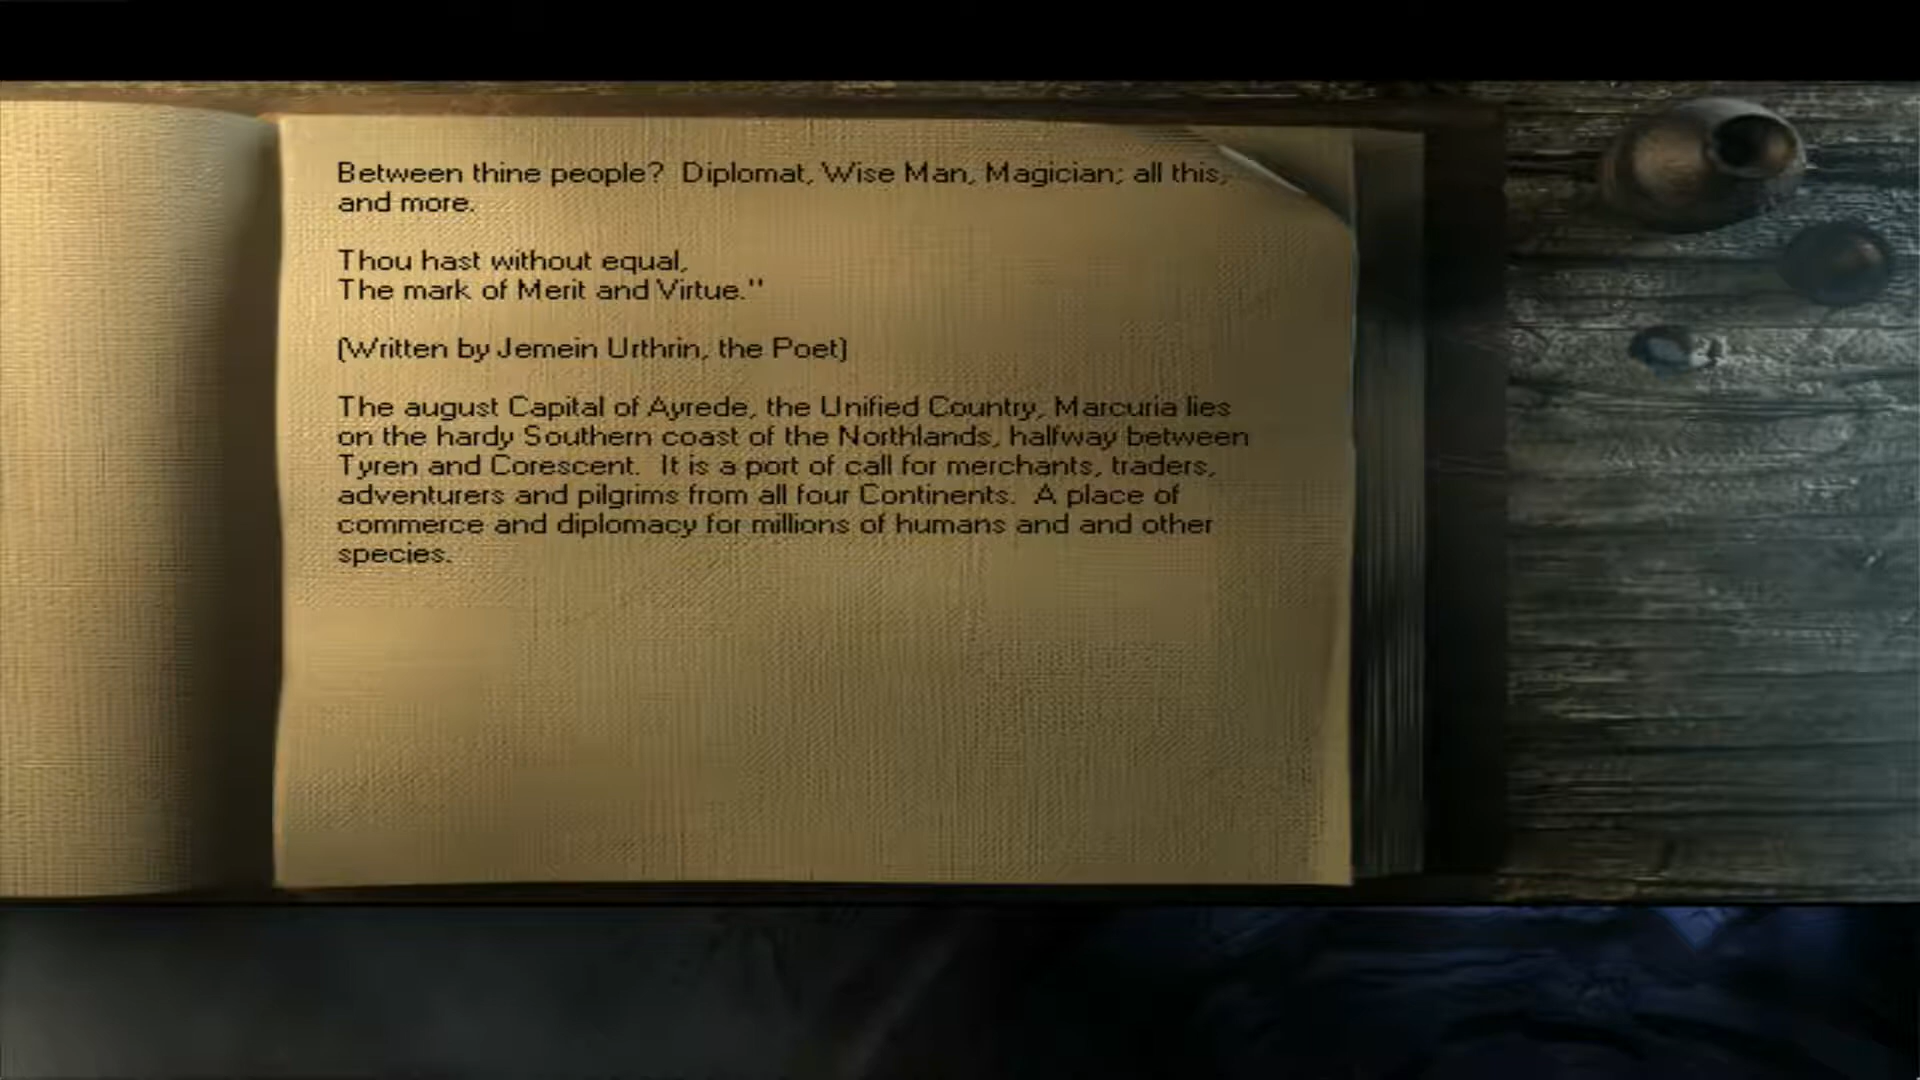 Between thine people?  Diplomat, Wise Man, Magician; all this,
and more.
Thou hast without equal,
The mark of Merit and Virtue."
(Written by Jemein Urthrin, the Poet)
The august Capital of Ayrede, the Unified Country, Marcuria lies
on the hardy Southern coast of the Northlands, halfway between
Tyren and Corescent.  It is a port of call for merchants, traders,
adventurers and pilgrims from all four Continents.  A place of
commerce and diplomacy for millions of humans and and other
species.